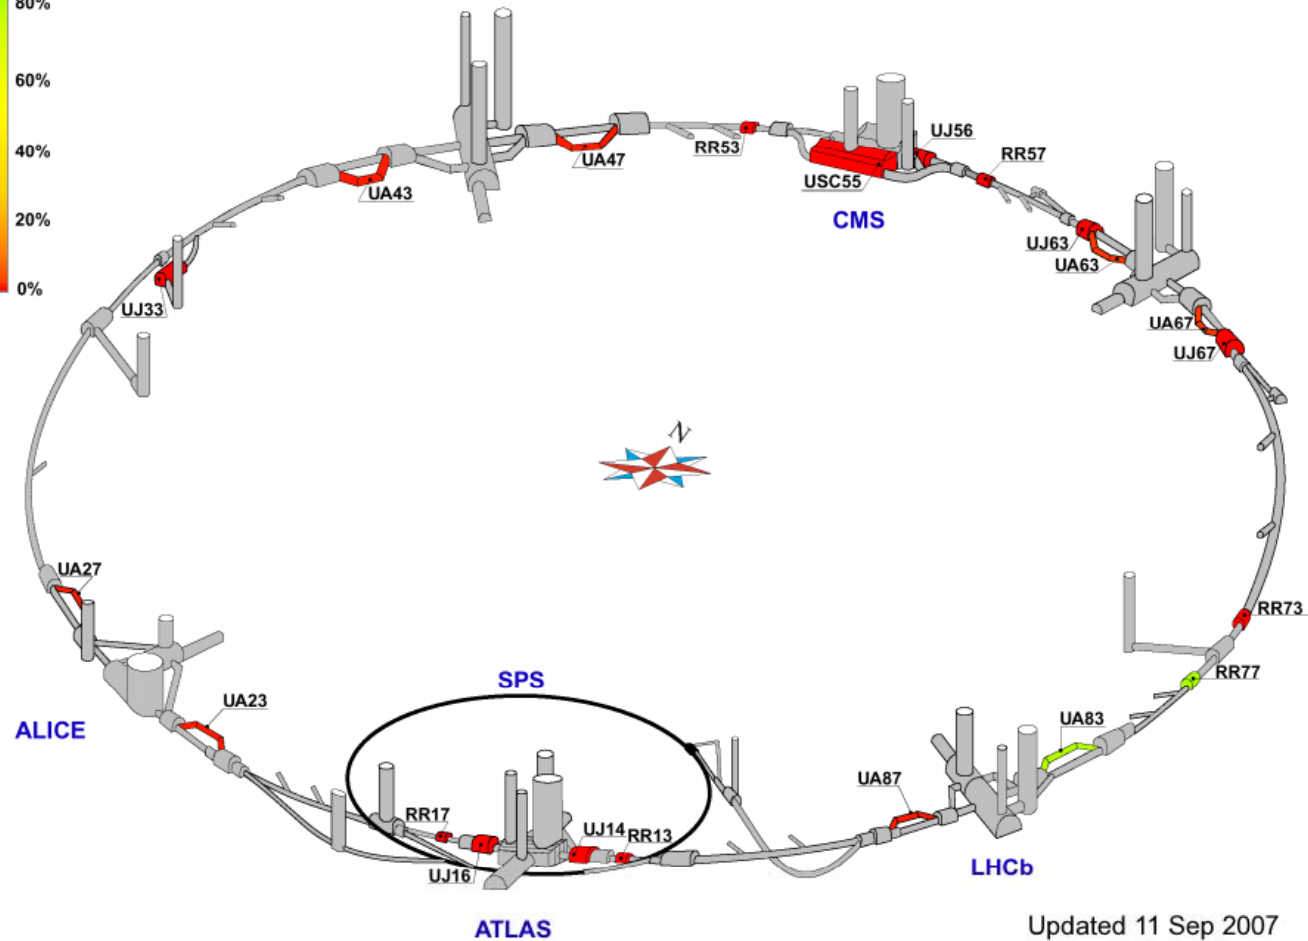 80%
60%
40%
20%
0%
UA47
UA43
UJ33
RR53
UJ56
USC55
RR57
CMS
UJ63
UA63
UA67
UJ67
N
UA27
RR73
RR77
UA23
SPS
ALICE
UA83
UA87
RR17
UJ14
RR13
UJ16
LHCb
ATLAS
Updated 11 Sep 2007